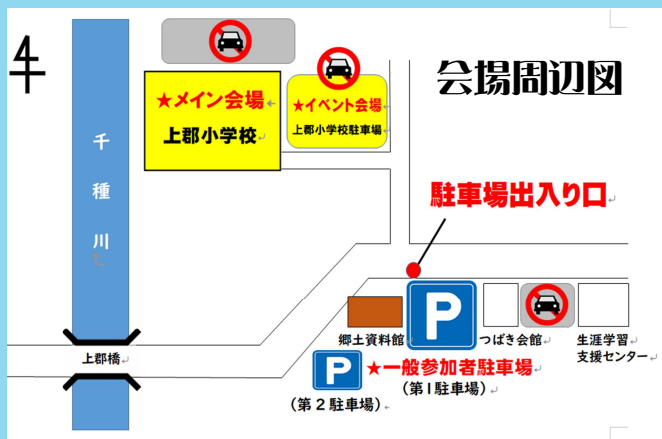 会場周辺図
★メイン会場
上郡小学校
★イベント会場
上郡小学校駐車場
千種川
駐車場出入り口
P
郷土資料館
つばき会館
生涯学習
支援センター
上郡橋
P
★一般参加者駐車場
(第1駐車場)
(第2駐車場)